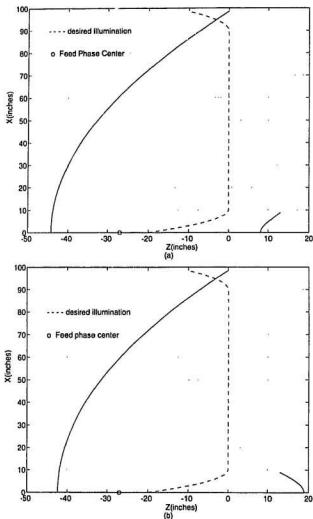 100
90
80
70
60
50
40
30
20
10
0
X(inches)
desired illumination
Feed Phase Center
-50 -40 -30 -20 -10 0 10 20
Z(inches)
(a)
100
90
80
70
60
50
40
30
20
10
0
X(inches)
desired illumination
Feed phase center
-50 -40 -30 -20 -10 0 10 20
Z(inches)
(b)